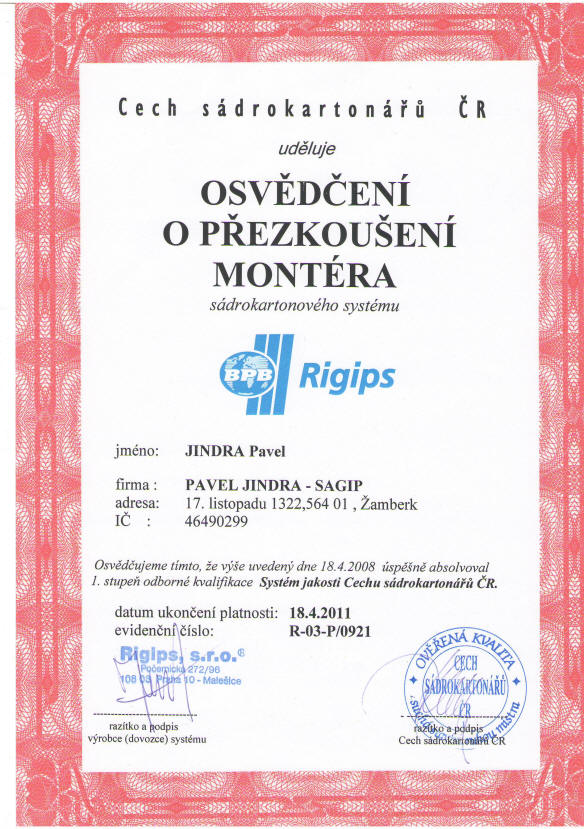 Cech sádrokartonářů ČR
uděluje
OSVĚDČENÍ
O PŘEZKOUŠENÍ
MONTÉRA
sádrokartonového systému
BPB Rigips
jméno: JINDRA Pavel
firma : PAVEL JINDRA - SAGIP
adresa: 17. listopadu 1322,564 01 , Žamberk
IČ : 46490299
Osvědčujeme tímto, že výše uvedený dne 18.4.2008 úspěšně absolvoval
1. stupeň odborné kvalifikace Systém jakosti Cechu sádrokartonářů ČR.
datum ukončení platnosti: 18.4.2011
evidenční číslo: R-03-P/0921
Rigips, s.r.o.®
Počernická 272/96
108 03 Praha 10 - Malešice
OVĚŘENÁ KVALITA
CECH
SÁDROKARTONÁŘŮ
ČR
razítko a podpis
výrobce (dovozce) systému
razítko a podpis
Cech sádrokartonářů ČR